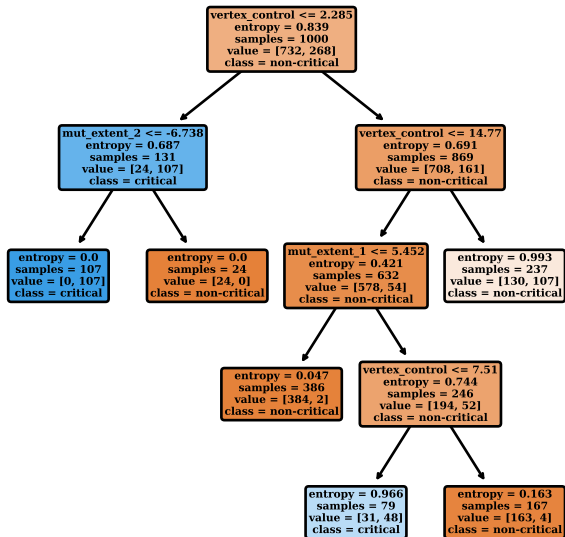 vertex_control <= 2.285
entropy = 0.839
samples = 1000
value = [732, 268]
class = non-critical
mut_extent_2 <= -6.738
entropy = 0.687
samples = 131
value = [24, 107]
class = critical
vertex_control <= 14.77
entropy = 0.691
samples = 869
value = [708, 161]
class = non-critical
entropy = 0.0
samples = 107
value = [0, 107]
class = critical
entropy = 0.0
samples = 24
value = [24, 0]
class = non-critical
mut_extent_1 <= 5.452
entropy = 0.421
samples = 632
value = [578, 54]
class = non-critical
entropy = 0.993
samples = 237
value = [130, 107]
class = non-critical
entropy = 0.047
samples = 386
value = [384, 2]
class = non-critical
vertex_control <= 7.51
entropy = 0.744
samples = 246
value = [194, 52]
class = non-critical
entropy = 0.966
samples = 79
value = [31, 48]
class = critical
entropy = 0.163
samples = 167
value = [163, 4]
class = non-critical